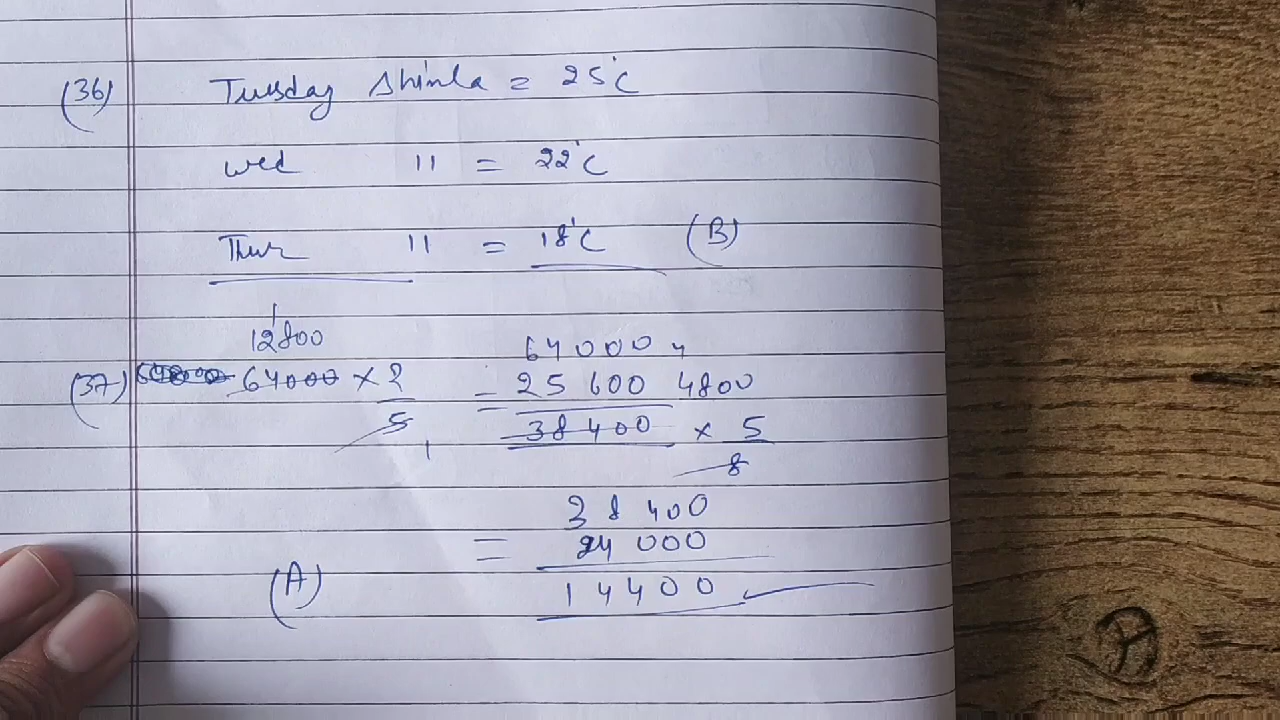 (36) Tuesday Shimla = 25°C
Wed 11 = 22°C
Thur 11 = 18°C (B)
12800
(37) 64000 × 2/5
= 64000
25600
38400 × 5/8
4800
= 38400
24000
14400
(A)